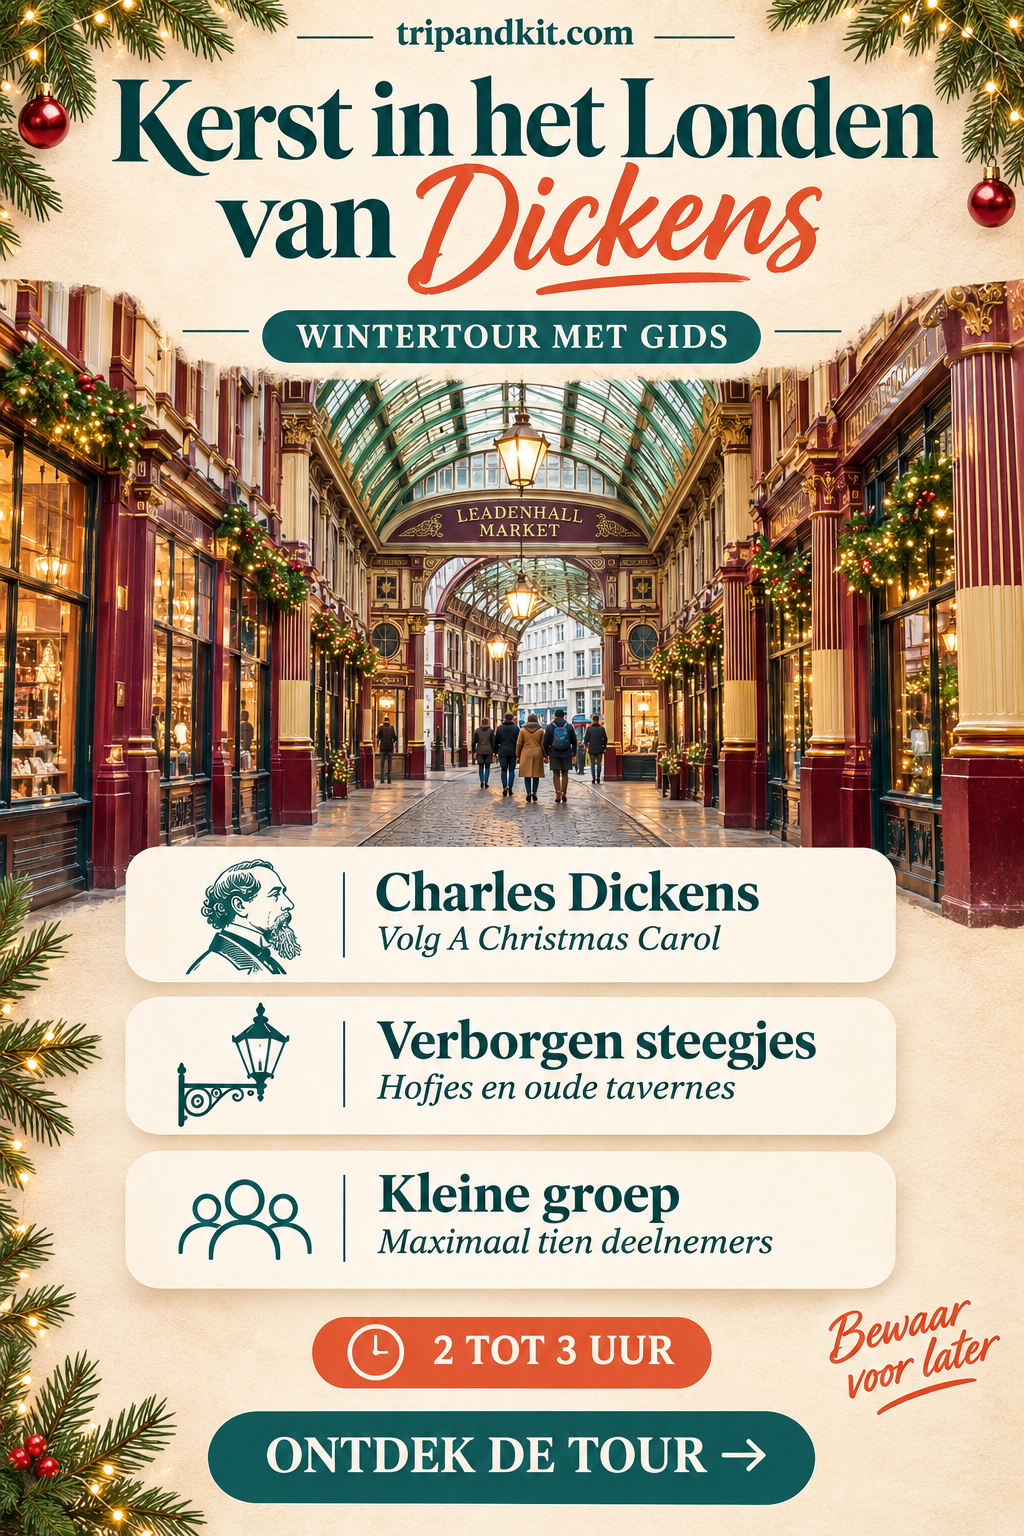 tripandkit.com
Kerst in het Londen
van Dickens
WINTERTOUR MET GIDS
LEADENHALL
MARKET
Charles Dickens
Volg A Christmas Carol
Verborgen steegjes
Hofjes en oude tavernes
Kleine groep
Maximaal tien deelnemers
2 TOT 3 UUR
Bewaar
voor later
ONTDEK DE TOUR →